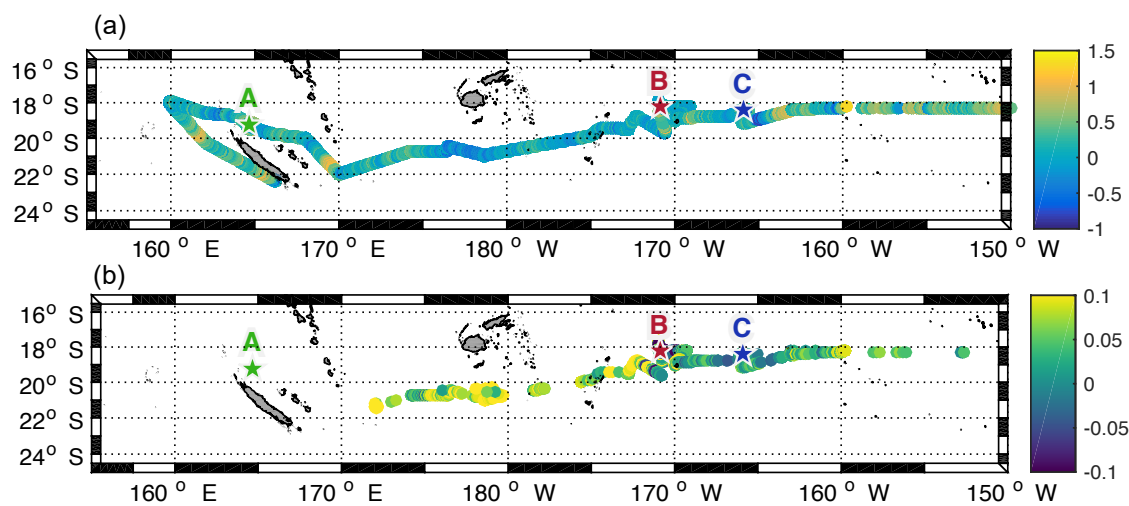 (a)
16° S
18° S
20° S
22° S
24° S
A
B
C
160° E
170° E
180° W
170° W
160° W
150° W
1.5
1
0.5
0
-0.5
-1
(b)
16° S
18° S
20° S
22° S
24° S
A
B
C
160° E
170° E
180° W
170° W
160° W
150° W
0.1
0.05
0
-0.05
-0.1